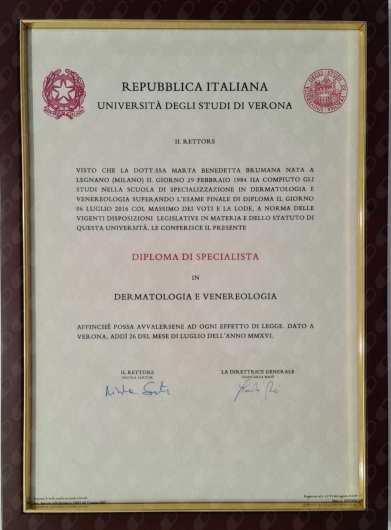 REPUBBLICA ITALIANA
UNIVERSITÀ DEGLI STUDI DI VERONA
IL RETTORE
VISTO CHE LA DOTT.SSA MARTA BENEDETTA BRUMANA NATA A
LEGNANO (MILANO) IL GIORNO 29 FEBBRAIO 1984 HA COMPIUTO GLI
STUDI NELLA SCUOLA DI SPECIALIZZAZIONE IN DERMATOLOGIA E
VENEREOLOGIA SUPERANDO L'ESAME FINALE DI DIPLOMA IL GIORNO
06 LUGLIO 2016 COL MASSIMO DEI VOTI E LA LODE, A NORMA DELLE
VIGENTI DISPOSIZIONI LEGISLATIVE IN MATERIA E DELLO STATUTO DI
QUESTA UNIVERSITÀ, LE CONFERISCE IL PRESENTE
DIPLOMA DI SPECIALISTA
IN
DERMATOLOGIA E VENEREOLOGIA
AFFINCHÉ POSSA AVVALERSENE AD OGNI EFFETTO DI LEGGE. DATO A
VERONA, ADDÌ 26 DEL MESE DI LUGLIO DELL'ANNO MMXVI.
IL RETTORE
LA DIRETTRICE GENERALE